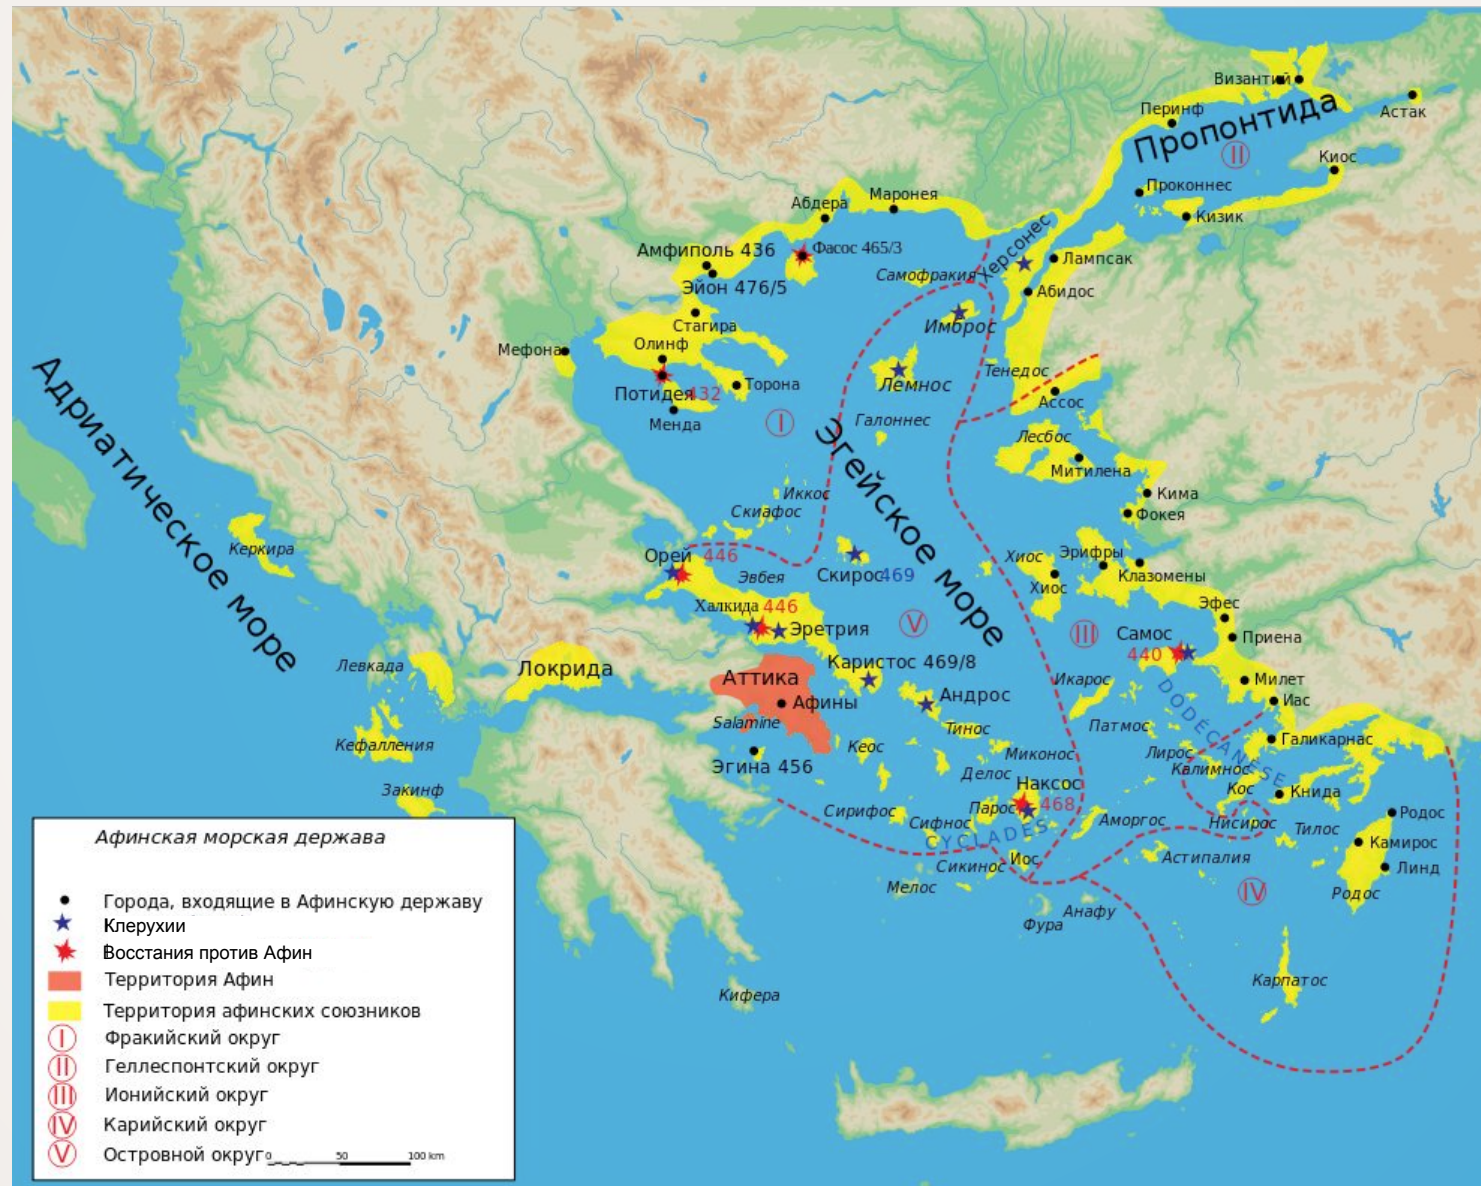 Византий
Астак
Перинф
Пропонтида
II
Киос
Проконнес
Кизик
Маронея
Абдера
Амфиполь 436
Фасос 465/3
Херсонес
Самофракия
Лампсак
Эйон 476/5
Абидос
Стагира
Имброс
Олинф
Мефона
Тенедос
Торона
Лемнос
Потидея 432
Ассос
Менда
I
Галоннес
Лесбос
Митилена
Адриатическое море
Эгейское море
Иккос
Кима
Скиафос
Фокея
Керкира
Орей 446
Хиос
Эрифры
Эвбея
Скирос 469
Хиос
Клазомены
Халкида 446
Эфес
Эретрия
V
III
Самос
440
Приена
Левкада
Локрида
Аттика
Каристос 469/8
Икарос
Милет
Афины
Андрос
Иас
DODÉCANÈSE
Salamine
Тинос
Патмос
Кефалления
Кеос
Миконос
Лирос
Галикарнас
Эгина 456
Делос
Калимнос
Закинф
Наксос
468
Кос
Книда
Сирифос
Парос
Родос
Сифнос
Аморгос
Нисирос
Тилос
CYCLADES
Камирос
Сикинос
Иос
Астипалия
Линд
Мелос
IV
Родос
Анафу
Фура
Карпатос
Кифера
Афинская морская держава
Города, входящие в Афинскую державу
Клерухии
Восстания против Афин
Территория Афин
Территория афинских союзников
I Фракийский округ
II Геллеспонтский округ
III Ионийский округ
IV Карийский округ
V Островной округ
0 50 100 km